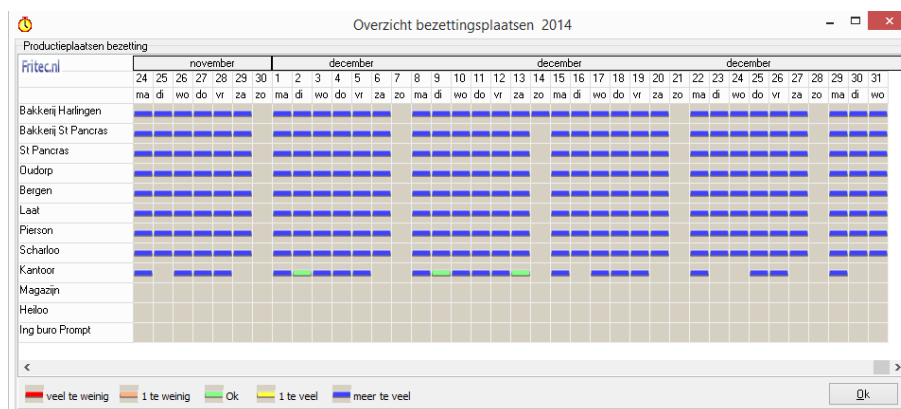 Overzicht bezettingsplaatsen 2014
Productieplaatsen bezetting
Fritec.nl november december december december
24 25 26 27 28 29 30 1 2 3 4 5 6 7 8 9 10 11 12 13 14 15 16 17 18 19 20 21 22 23 24 25 26 27 28 29 30 31
ma di wo do vr za zo ma di wo do vr za zo ma di wo do vr za zo ma di wo do vr za zo ma di wo do vr za zo ma di wo
Bakkerij Harlingen
Bakkerij St Pancras
St Pancras
Oudorp
Bergen
Laat
Pierson
Scharloo
Kantoor
Magazijn
Heiloo
Ing buro Prompt
veel te weinig 1 te weinig Ok 1 te veel meer te veel Ok